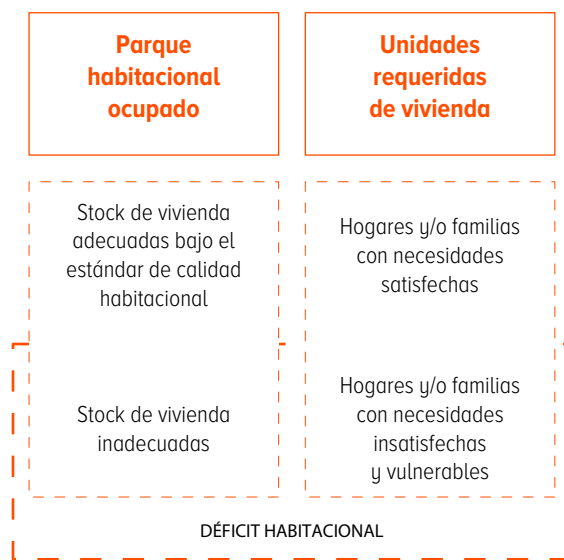 Parque
habitacional
ocupado
Unidades
requeridas
de vivienda
Stock de vivienda
adecuadas bajo el
estándar de calidad
habitacional
Hogares y/o familias
con necesidades
satisfechas
Stock de vivienda
inadecuadas
Hogares y/o familias
con necesidades
insatisfechas
y vulnerables
DÉFICIT HABITACIONAL